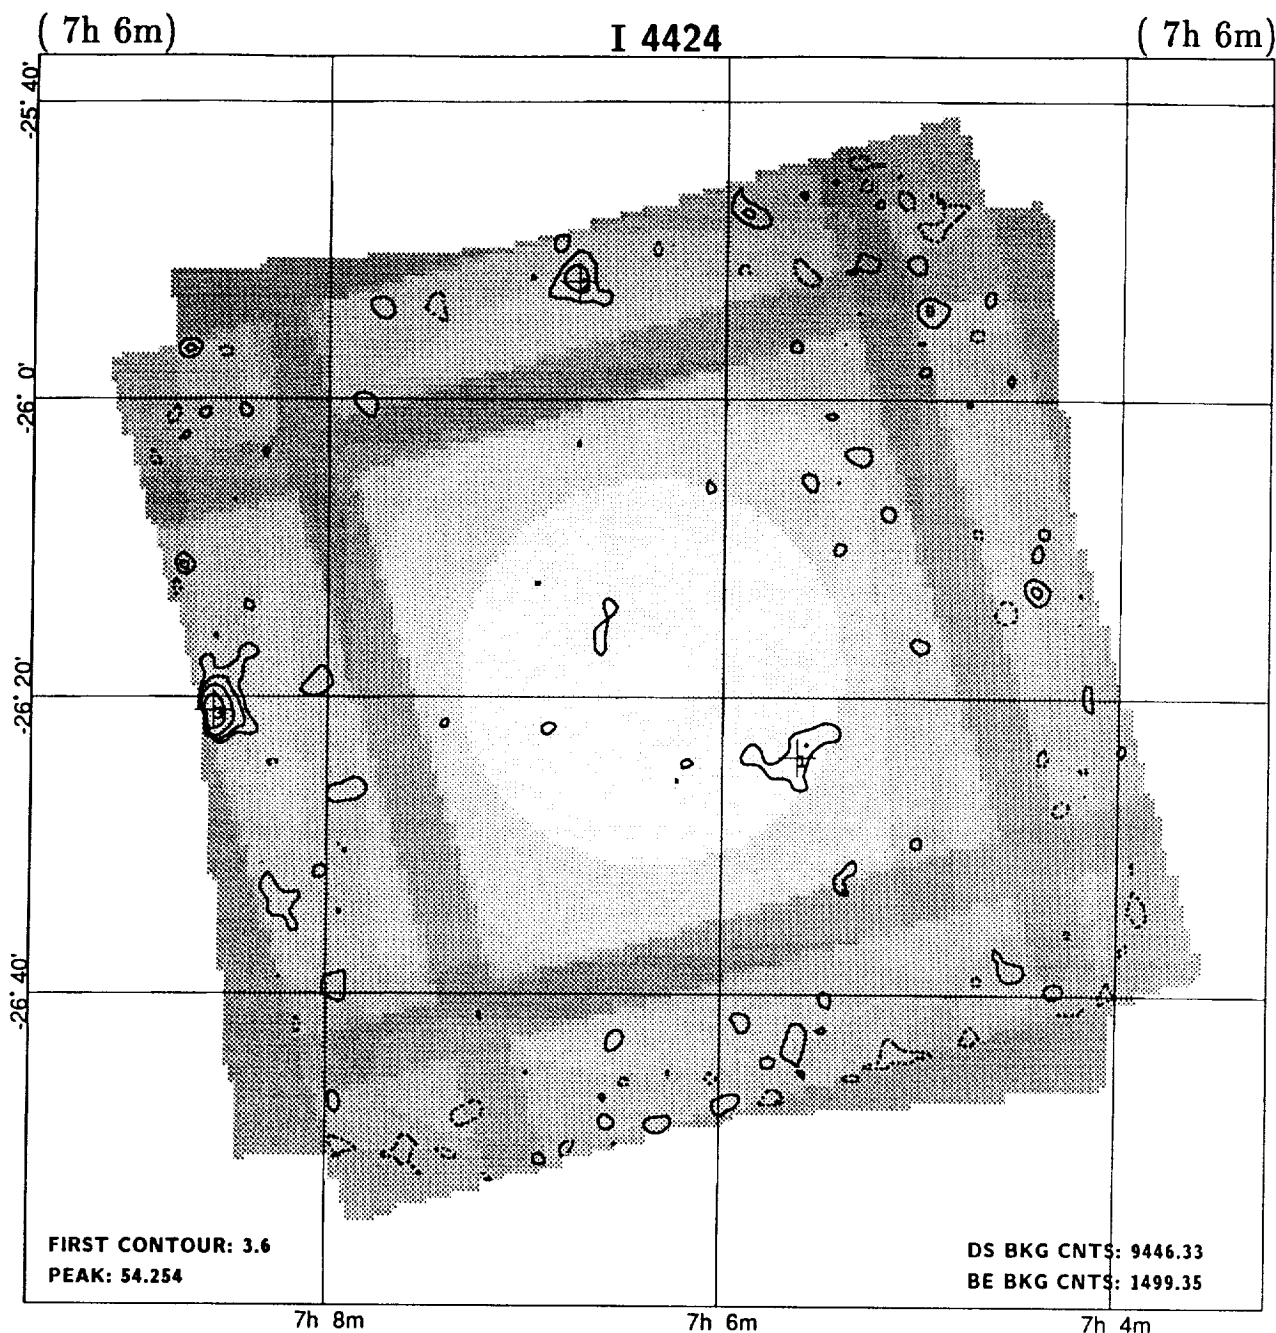 ( 7h 6m)
I 4424
( 7h 6m)
-25° 40'
-26° 0'
-26° 20'
-26° 40'
FIRST CONTOUR: 3.6
PEAK: 54.254
DS BKG CNTS: 9446.33
BE BKG CNTS: 1499.35
7h 8m
7h 6m
7h 4m